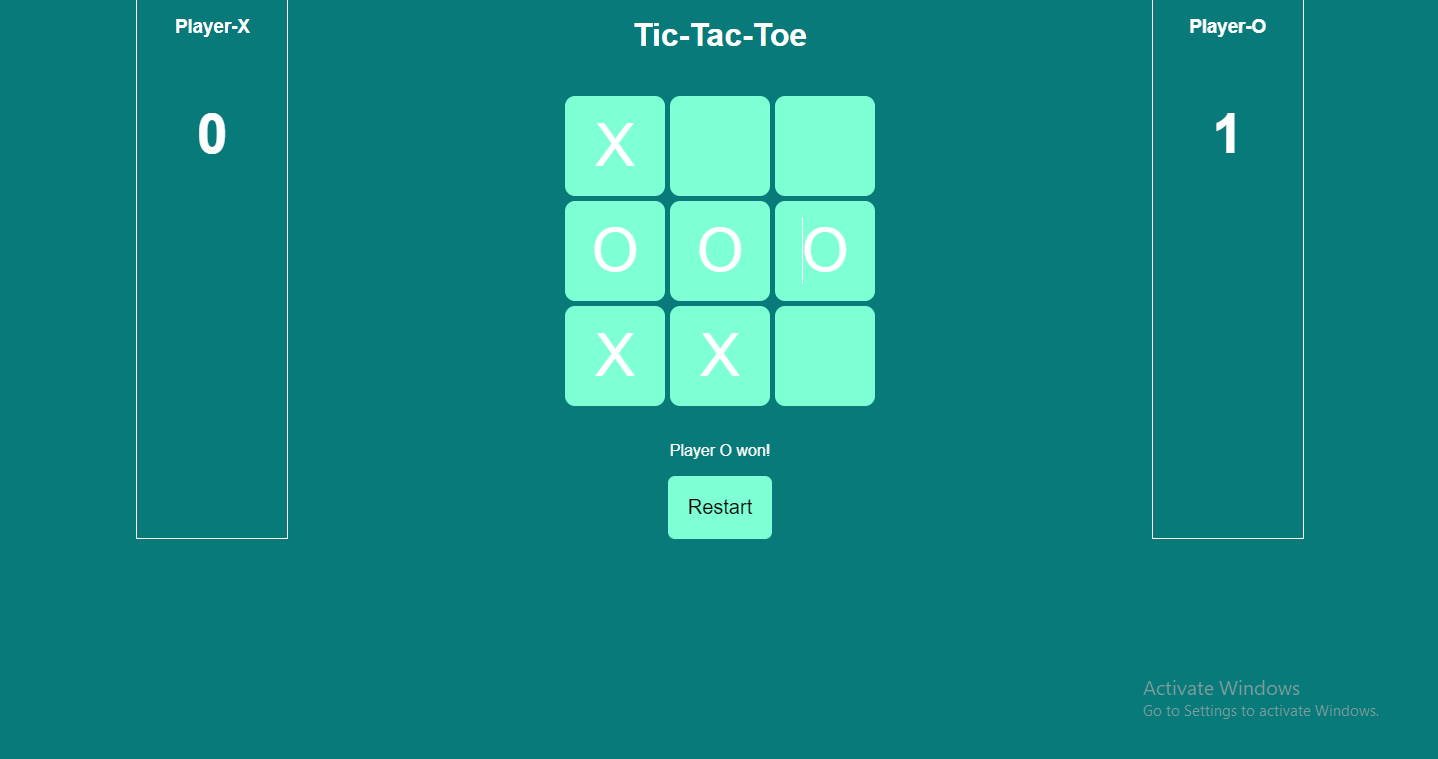 Player-X
0
Tic-Tac-Toe
X
O O O
X X
Player O won!
Restart
Player-O
1
Activate Windows
Go to Settings to activate Windows.